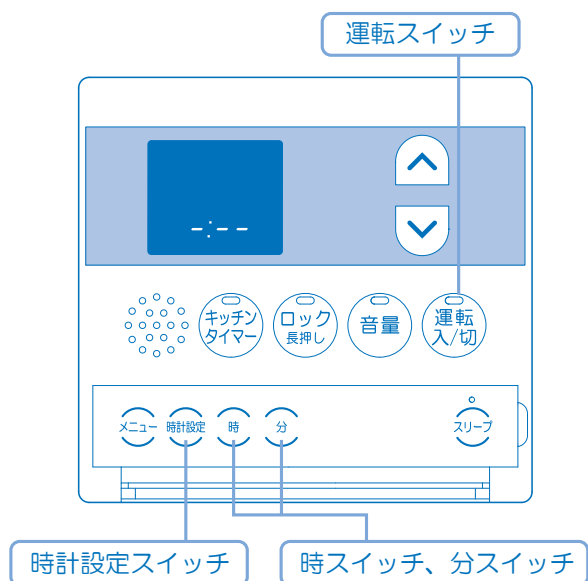 運転スイッチ
-:--
キッチン
タイマー
ロック
長押し
音量
運転
入/切
メニュー
時計設定
時
分
スリープ
時計設定スイッチ
時スイッチ、分スイッチ